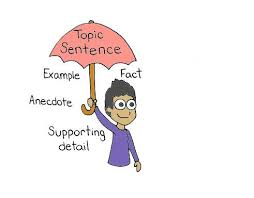 Topic
Sentence
Example Fact
Anecdote
Supporting
detail